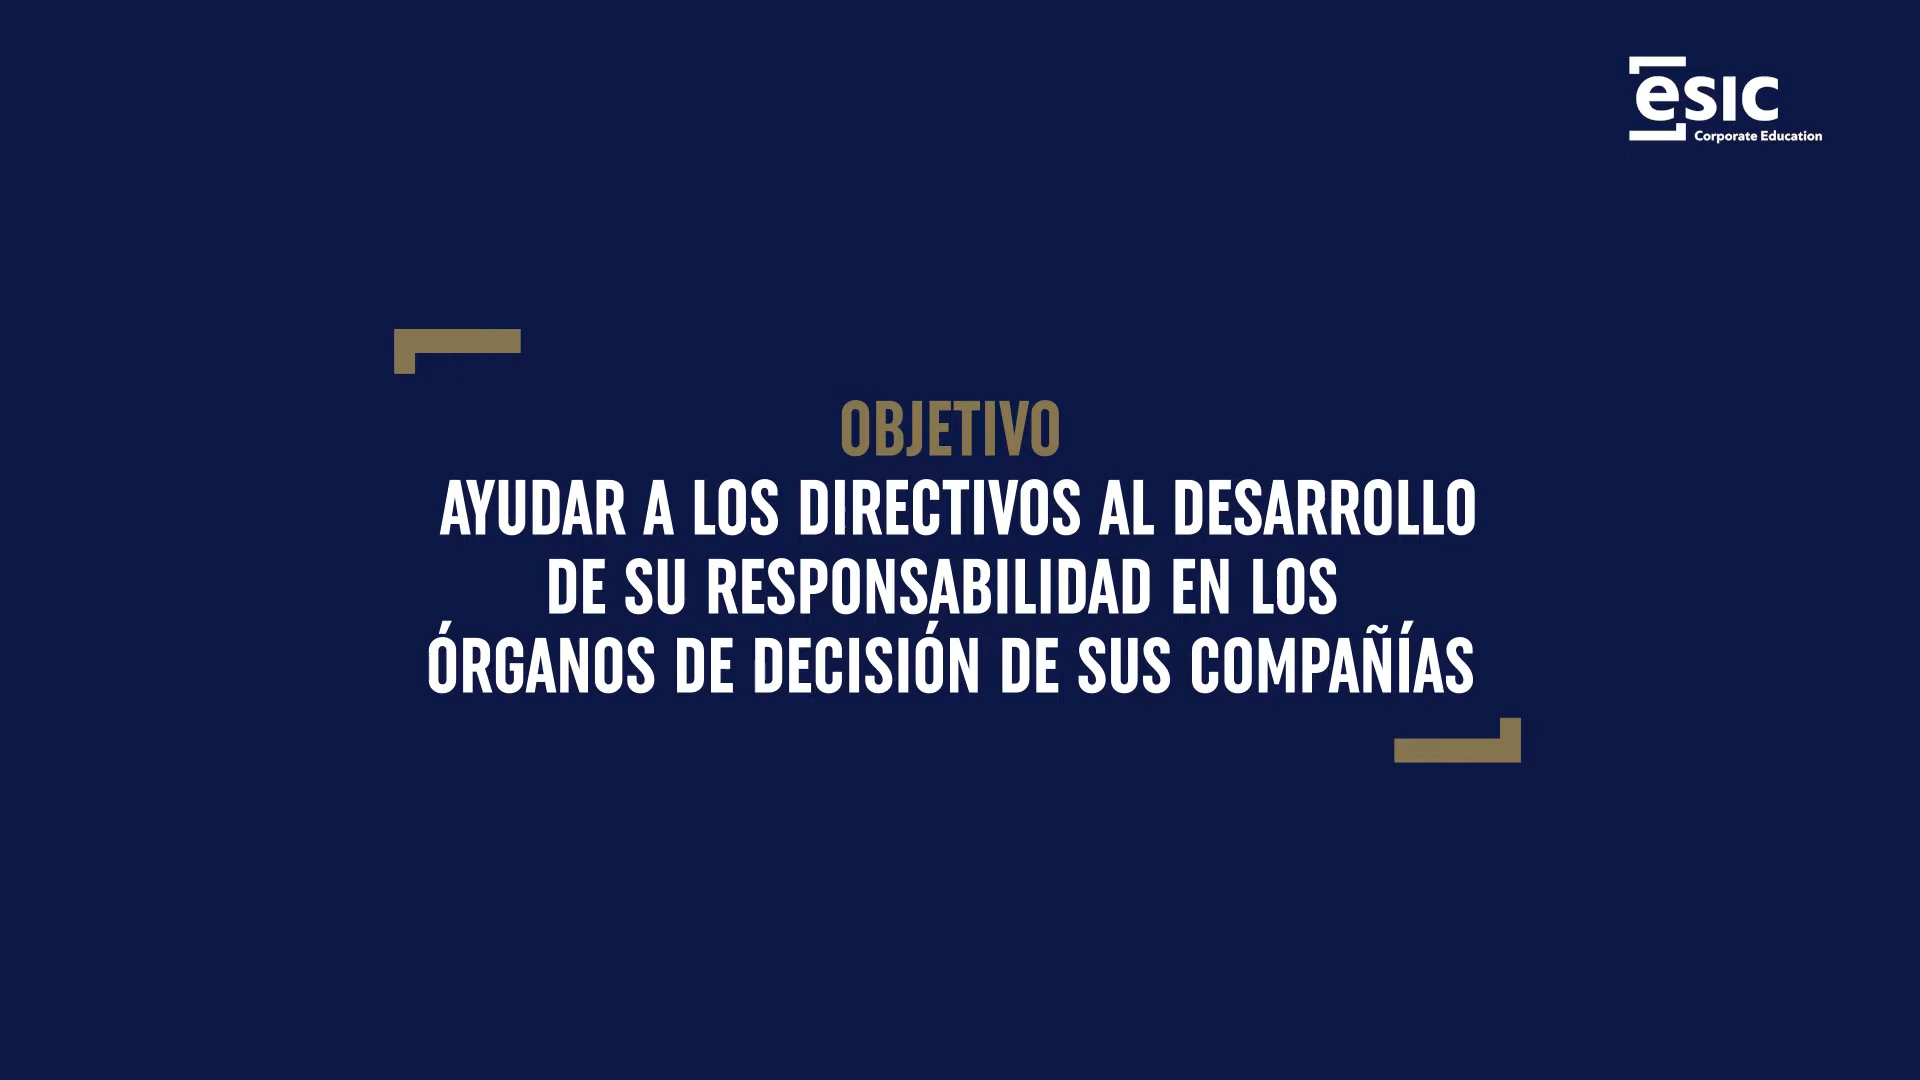 esic
Corporate Education
OBJETIVO
AYUDAR A LOS DIRECTIVOS AL DESARROLLO
DE SU RESPONSABILIDAD EN LOS
ÓRGANOS DE DECISIÓN DE SUS COMPAÑÍAS